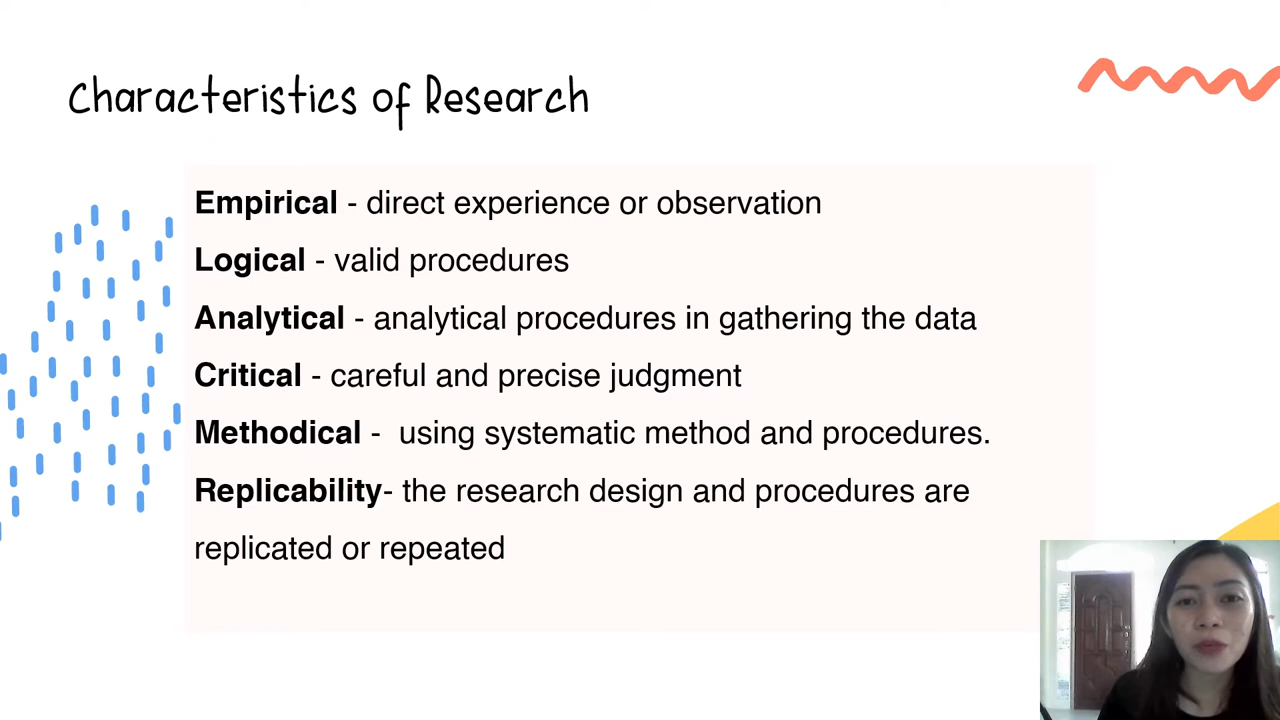 Characteristics of Research
Empirical - direct experience or observation
Logical - valid procedures
Analytical - analytical procedures in gathering the data
Critical - careful and precise judgment
Methodical -  using systematic method and procedures.
Replicability- the research design and procedures are
replicated or repeated